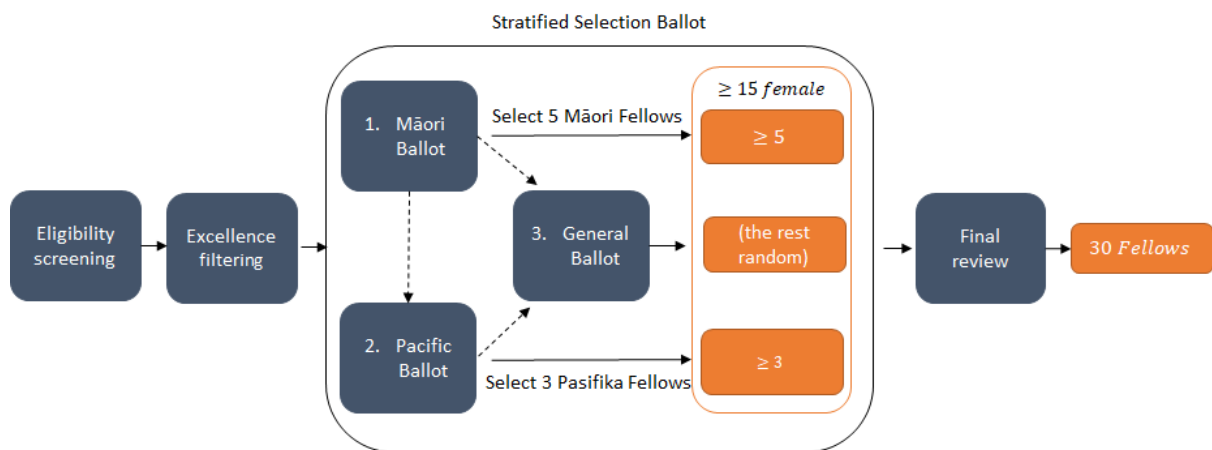 Stratified Selection Ballot
Eligibility
screening
Excellence
filtering
1. Māori
Ballot
Select 5 Māori Fellows
2. Pacific
Ballot
Select 3 Pasifika Fellows
3. General
Ballot
≥ 15 female
≥ 5
(the rest
random)
≥ 3
Final
review
30 Fellows